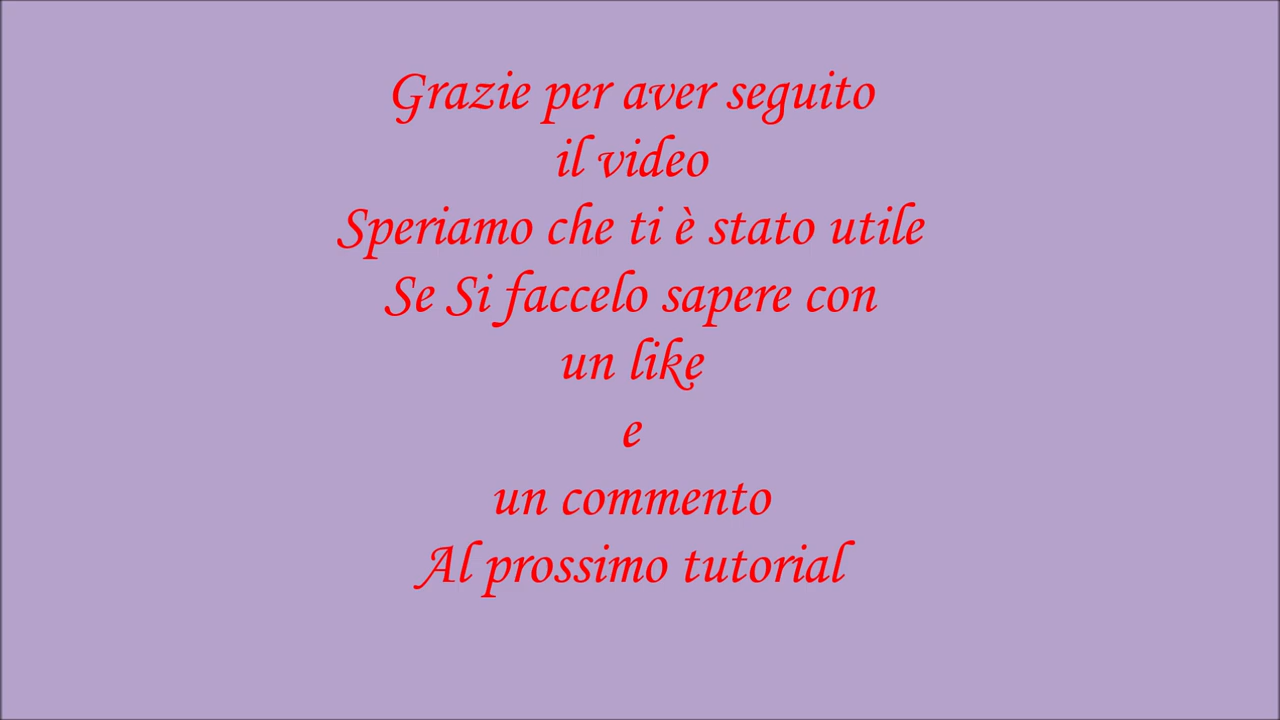 Grazie per aver seguito
il video
Speriamo che ti è stato utile
Se Si faccelo sapere con
un like
e
un commento
Al prossimo tutorial